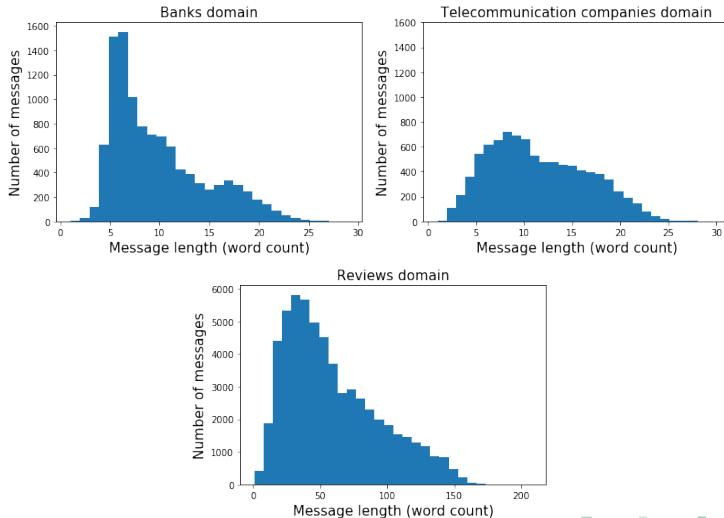 Banks domain
Number of messages
1600
1400
1200
1000
800
600
400
200
0
0 5 10 15 20 25 30
Message length (word count)
Telecommunication companies domain
Number of messages
1600
1400
1200
1000
800
600
400
200
0
0 5 10 15 20 25 30
Message length (word count)
Reviews domain
Number of messages
6000
5000
4000
3000
2000
1000
0
0 50 100 150 200
Message length (word count)